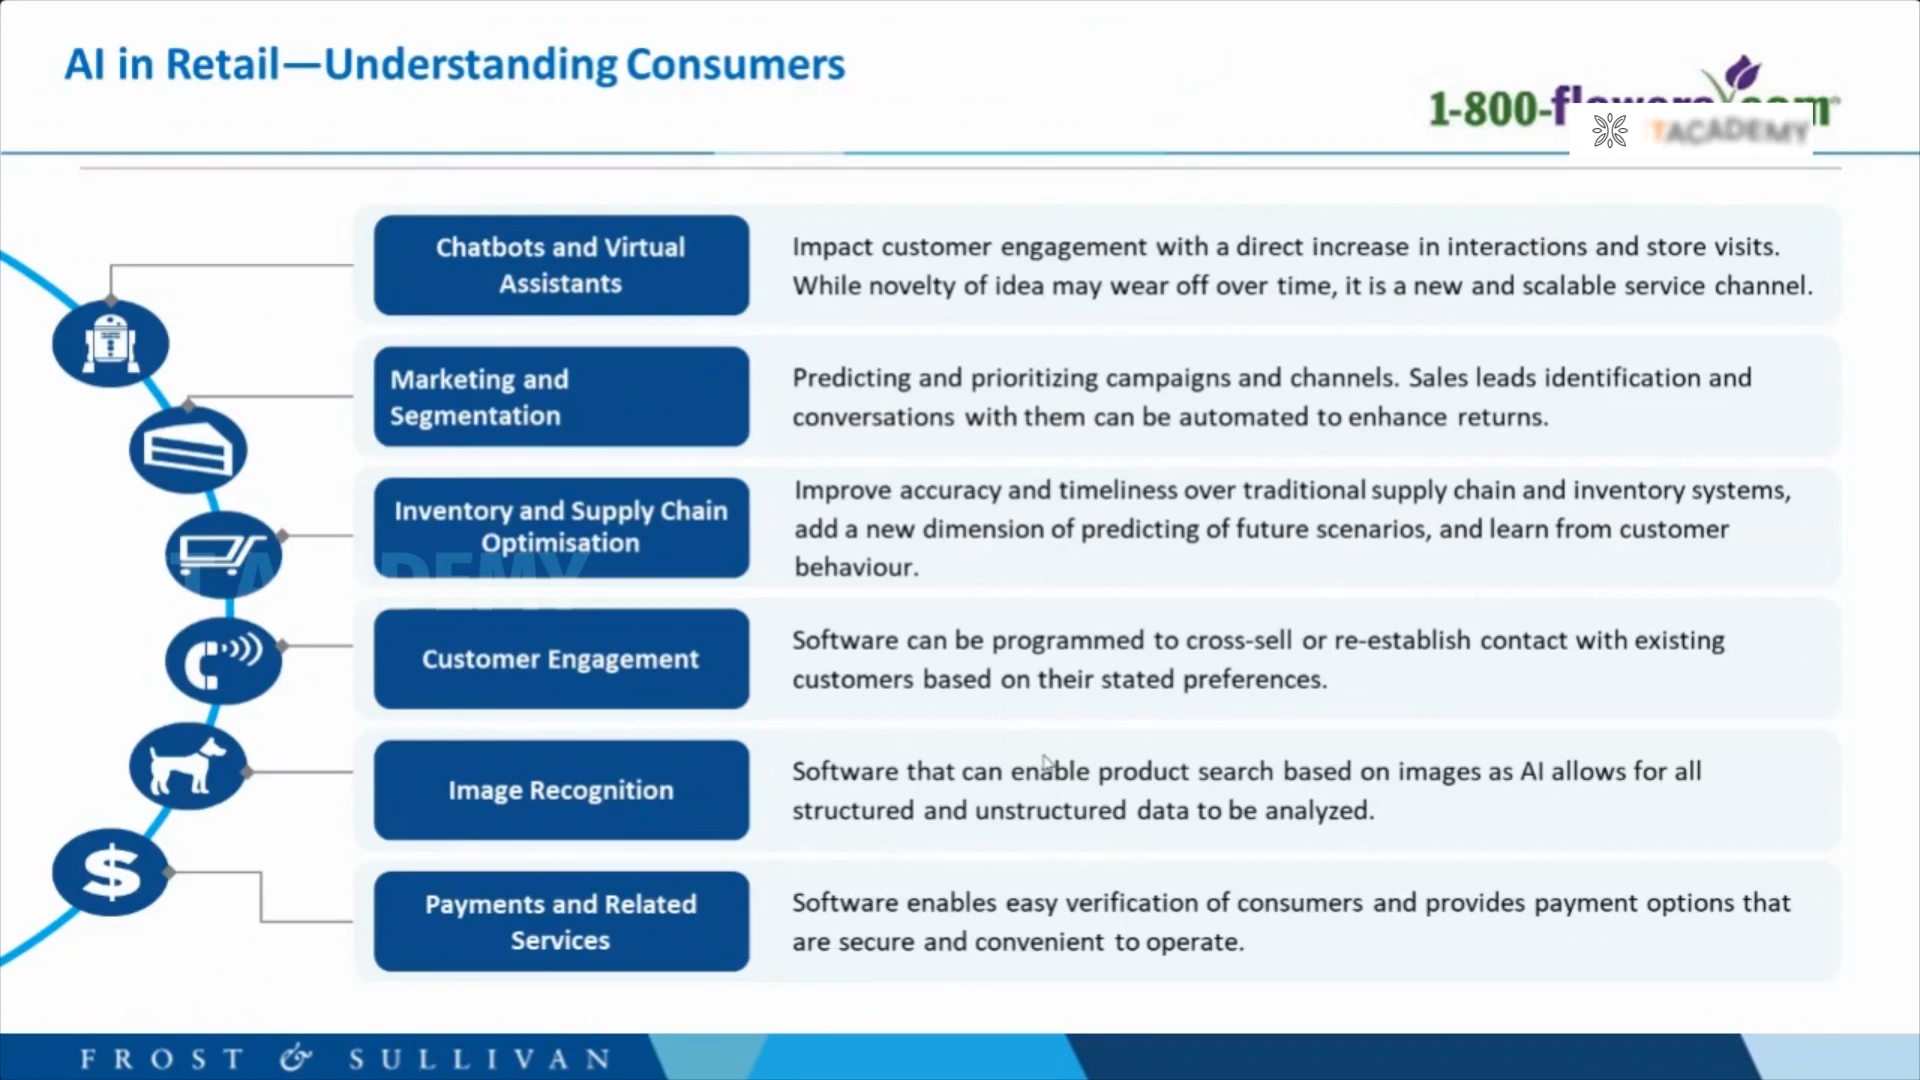 AI in Retail—Understanding Consumers
1-800-
TACADEMY
Chatbots and Virtual
Assistants
Impact customer engagement with a direct increase in interactions and store visits.
While novelty of idea may wear off over time, it is a new and scalable service channel.
Marketing and
Segmentation
Predicting and prioritizing campaigns and channels. Sales leads identification and
conversations with them can be automated to enhance returns.
Inventory and Supply Chain
Optimisation
Improve accuracy and timeliness over traditional supply chain and inventory systems,
add a new dimension of predicting of future scenarios, and learn from customer
behaviour.
Customer Engagement
Software can be programmed to cross-sell or re-establish contact with existing
customers based on their stated preferences.
Image Recognition
Software that can enable product search based on images as AI allows for all
structured and unstructured data to be analyzed.
$
Payments and Related
Services
Software enables easy verification of consumers and provides payment options that
are secure and convenient to operate.
FROST & SULLIVAN